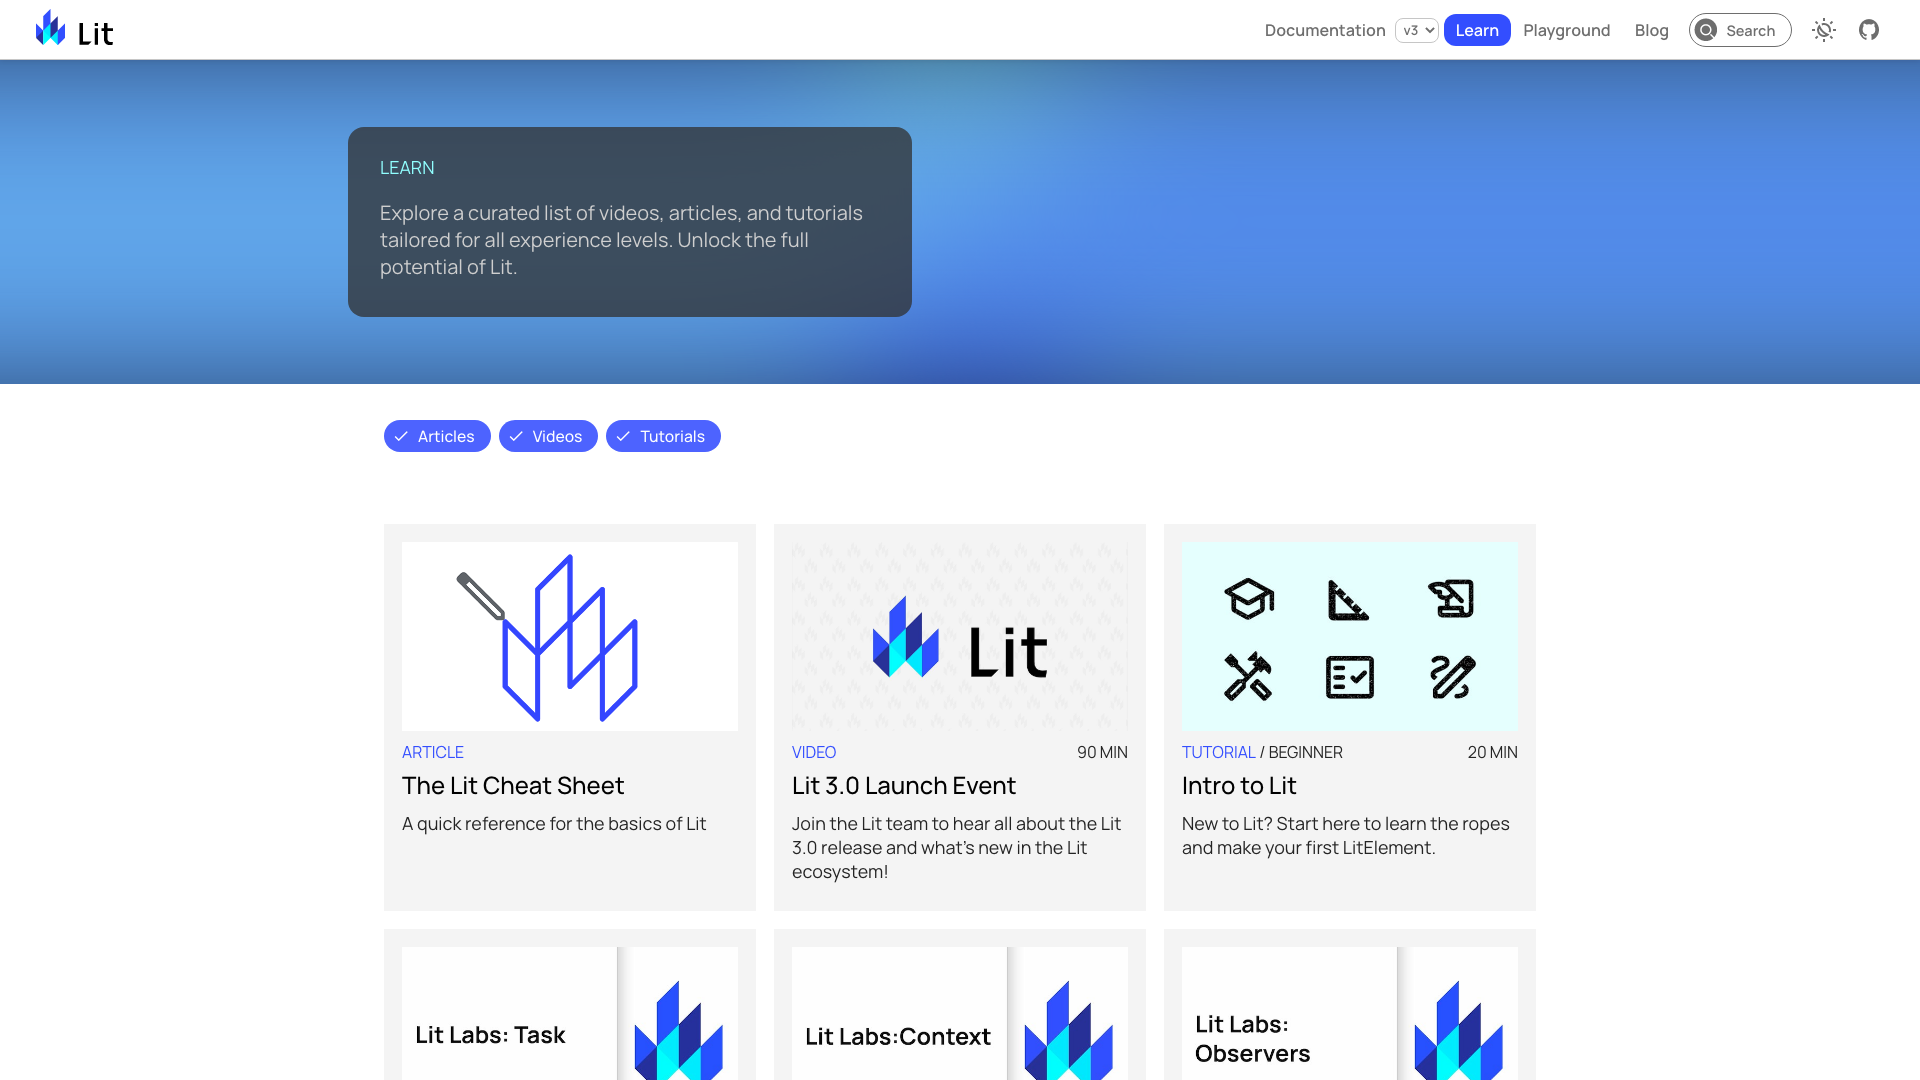 Lit
Documentation v3 Learn Playground Blog Search
LEARN
Explore a curated list of videos, articles, and tutorials
tailored for all experience levels. Unlock the full
potential of Lit.
Articles Videos Tutorials
ARTICLE
The Lit Cheat Sheet
A quick reference for the basics of Lit
Lit
VIDEO 90 MIN
Lit 3.0 Launch Event
Join the Lit team to hear all about the Lit
3.0 release and what's new in the Lit
ecosystem!
TUTORIAL / BEGINNER 20 MIN
Intro to Lit
New to Lit? Start here to learn the ropes
and make your first LitElement.
Lit Labs: Task
Lit Labs:Context
Lit Labs:
Observers